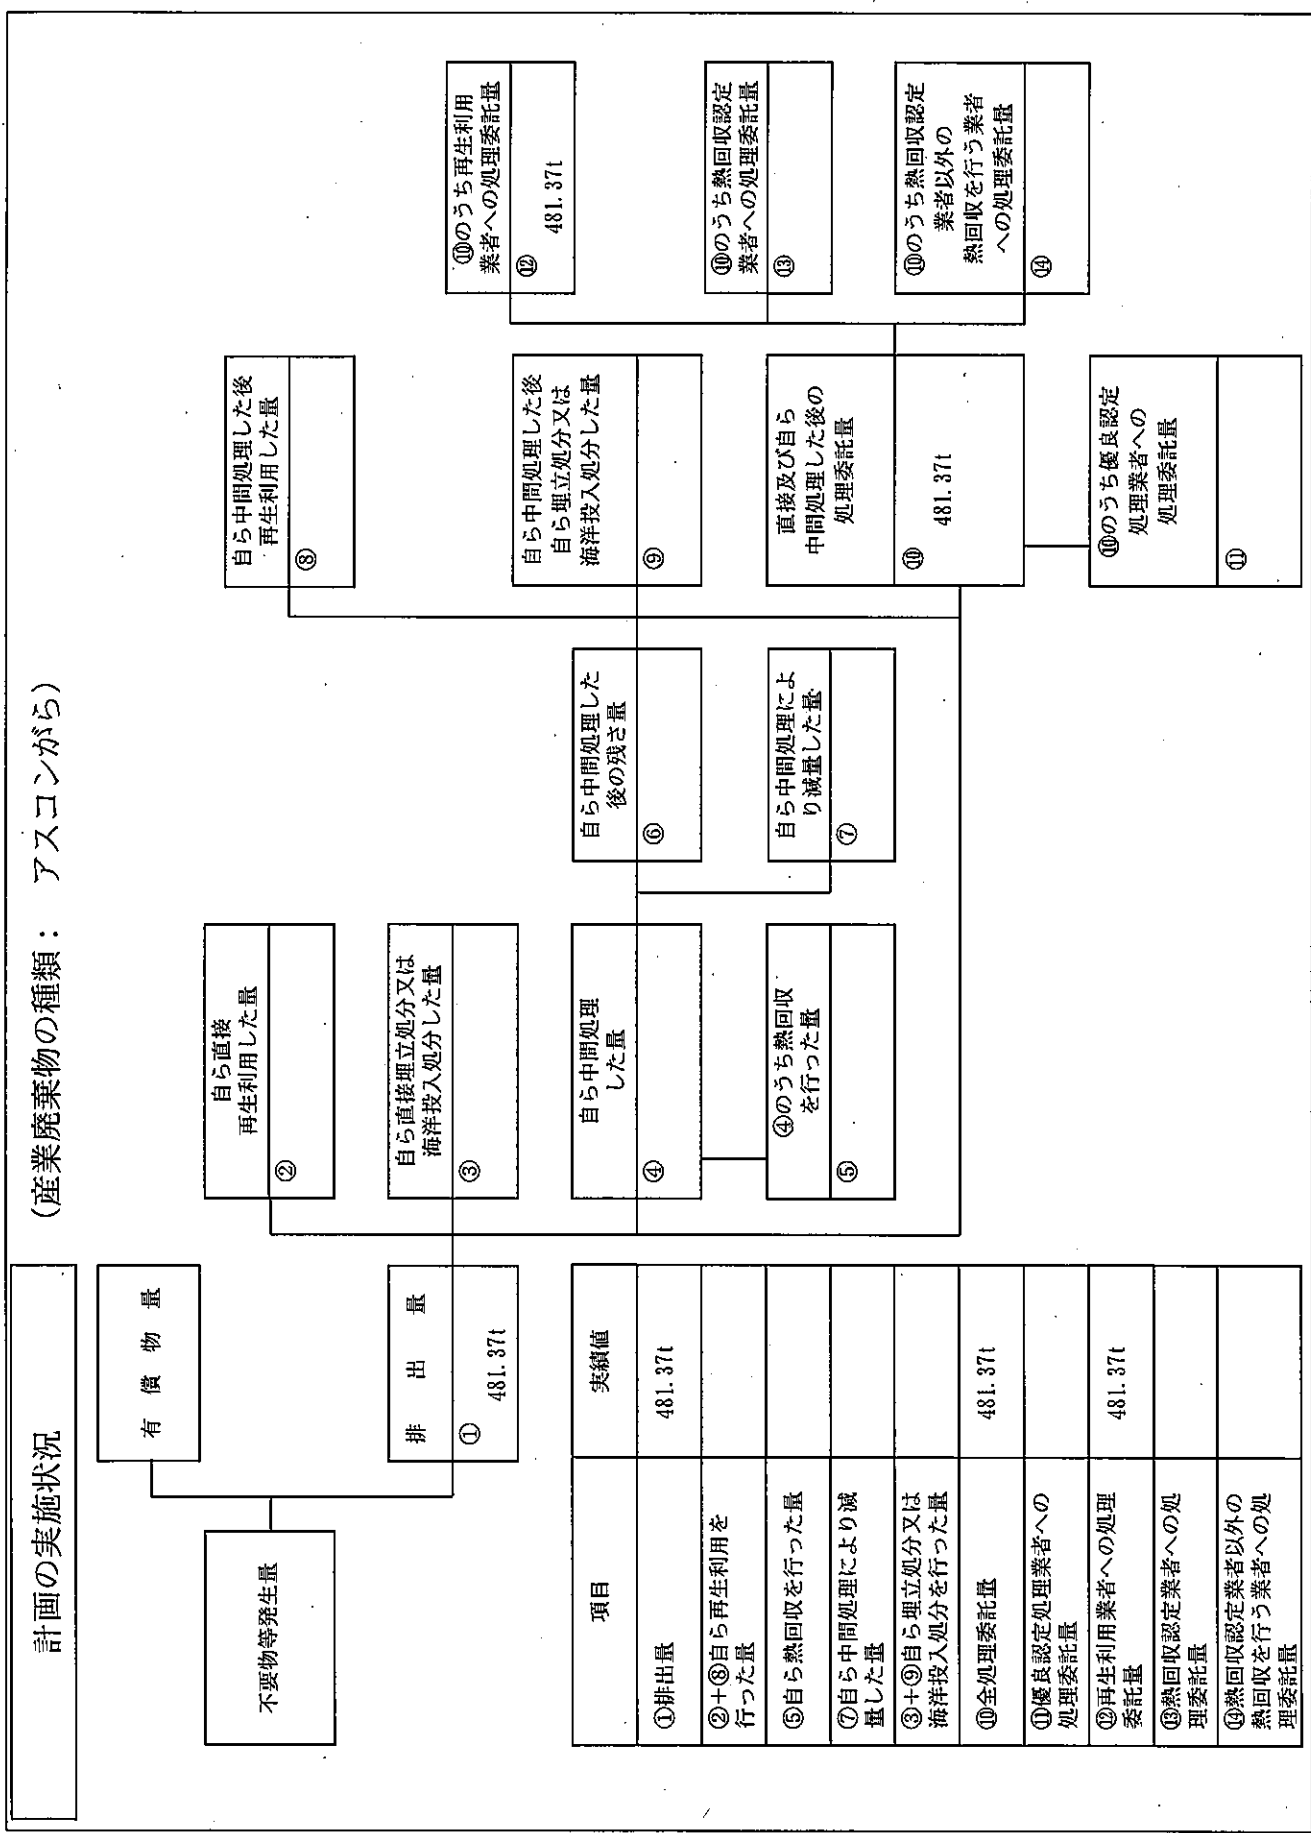 計画の実施状況
(産業廃棄物の種類： アスコンがら)
不要物等発生量
有償物量
排出量
① 481.37t
自ら直接
再生利用した量
②
自ら直接埋立処分又は
海洋投入処分した量
③
自ら中間処理
した量
④
④のうち熱回収
を行った量
⑤
自ら中間処理した
後の残さ量
⑥
自ら中間処理によ
り減量した量
⑦
自ら中間処理した後
再生利用した量
⑧
自ら中間処理した後
自ら埋立処分又は
海洋投入処分した量
⑨
直接及び自ら
中間処理した後の
処理委託量
⑩ 481.37t
⑩のうち優良認定
処理業者への
処理委託量
⑪
⑩のうち再生利用
業者への処理委託量
⑫ 481.37t
⑩のうち熱回収認定
業者への処理委託量
⑬
⑩のうち熱回収認定
業者以外の
熱回収を行う業者
への処理委託量
⑭
項目 実績値
①排出量 481.37t
②+⑧自ら再生利用を
行った量
⑤自ら熱回収を行った量
⑦自ら中間処理により減
量した量
③+⑨自ら埋立処分又は
海洋投入処分を行った量
⑩全処理委託量 481.37t
⑪優良認定処理業者への
処理委託量
⑫再生利用業者への処理
委託量 481.37t
⑬熱回収認定業者への処
理委託量
⑭熱回収認定業者以外の
熱回収を行う業者への処
理委託量